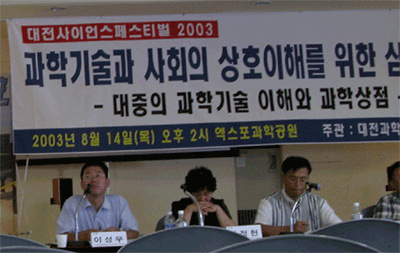 대전사이언스페스티벌 2003
과학기술과 사회의 상호이해를 위한 심
- 대중의 과학기술 이해와 과학상점 -
2003년 8월 14일(목) 오후 2시 엑스포과학공원 주관 : 대전과학